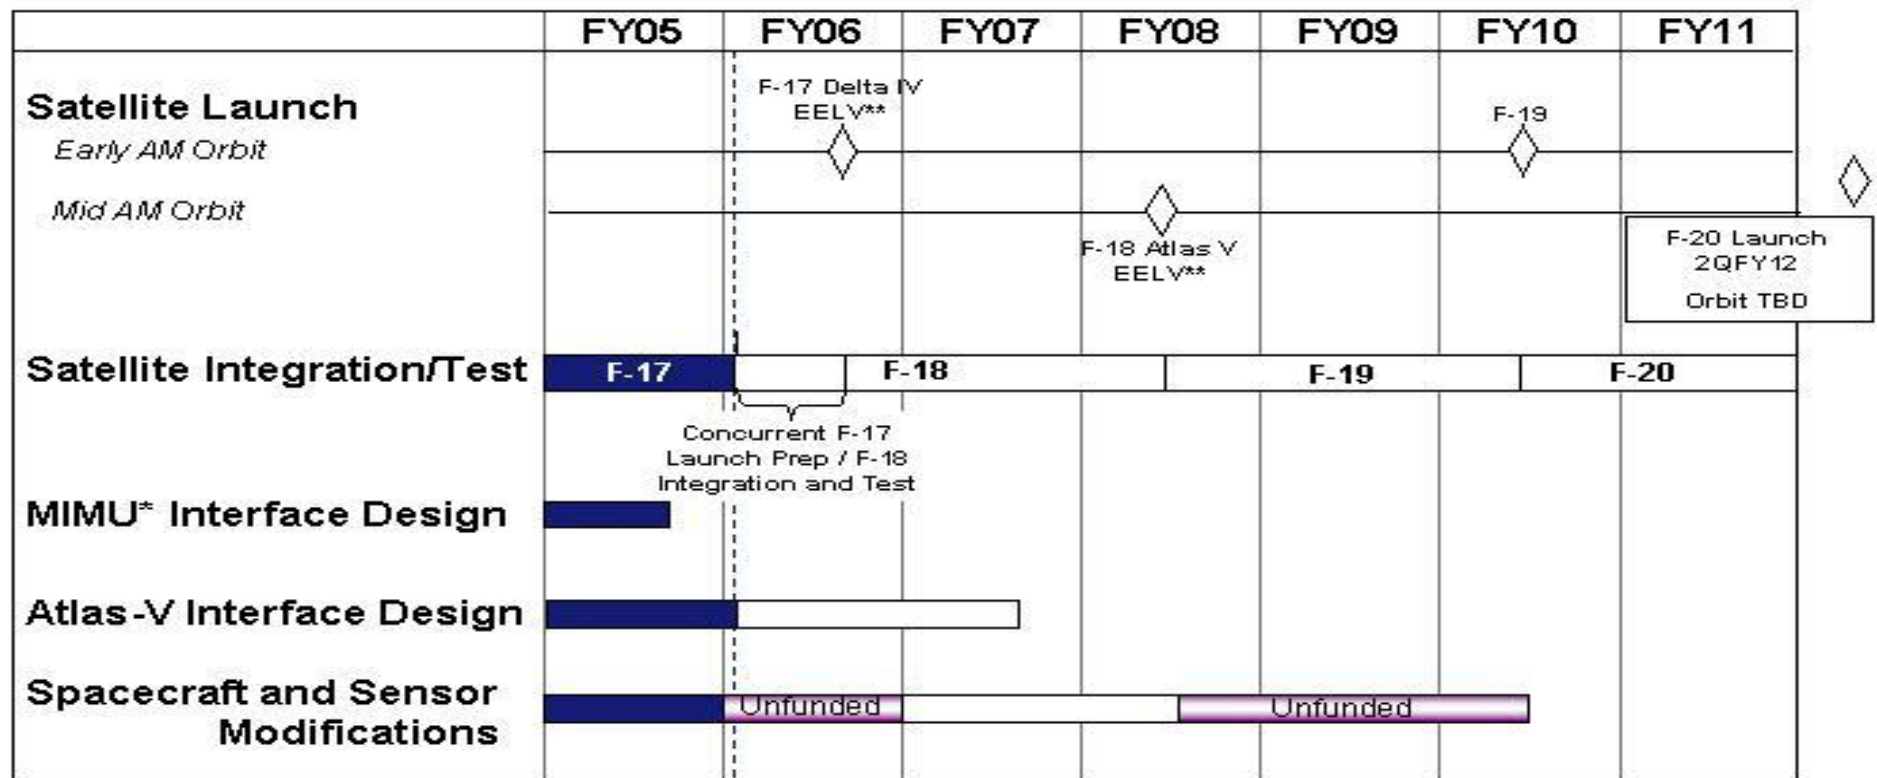 FY05 FY06 FY07 FY08 FY09 FY10 FY11
Satellite Launch
F-17 Delta IV
EELV**
F-19
Early AM Orbit
Mid AM Orbit
F-18 Atlas V
EELV**
F-20 Launch
2QFY12
Orbit TBD
Satellite Integration/Test
F-17 F-18 F-19 F-20
Concurrent F-17
Launch Prep / F-18
Integration and Test
MIMU* Interface Design
Atlas-V Interface Design
Spacecraft and Sensor
Modifications
Unfunded Unfunded